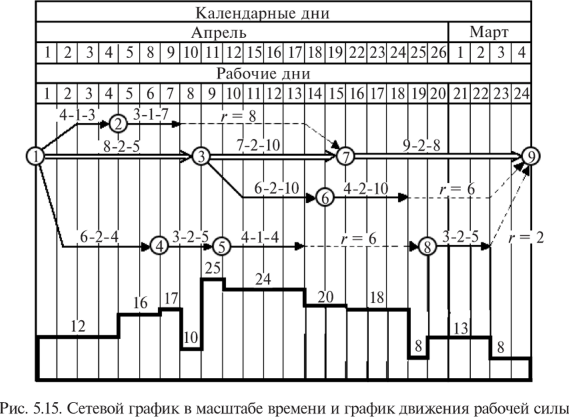 Календарные дни
Апрель Март
1 2 3 4 7 8 9 10 11 12 15 16 17 18 19 22 23 24 25 26 1 2 3 4
Рабочие дни
1 2 3 4 5 6 7 8 9 10 11 12 13 14 15 16 17 18 19 20 21 22 23 24
4-1-3 2 3-1-7 r = 8
1 8-2-5 3 7-2-10 7 9-2-8 9
6-2-10 6 4-2-10 r = 6
6-2-4 4 3-2-5 5 4-1-4 r = 6 8 3-2-5 r = 2
12 16 17 10 25 24 20 18 8 13 8
Рис. 5.15. Сетевой график в масштабе времени и график движения рабочей силы